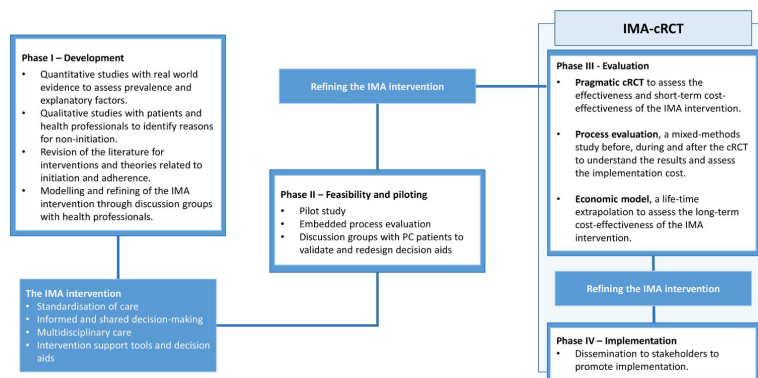 Phase I – Development
• Quantitative studies with real world
evidence to assess prevalence and
explanatory factors.
• Qualitative studies with patients and
health professionals to identify reasons
for non-initiation.
• Revision of the literature for
interventions and theories related to
initiation and adherence.
• Modelling and refining of the IMA
intervention through discussion groups
with health professionals.
The IMA intervention
• Standardisation of care
• Informed and shared decision-making
• Multidisciplinary care
• Intervention support tools and decision
aids
Refining the IMA intervention
Phase II – Feasibility and piloting
• Pilot study
• Embedded process evaluation
• Discussion groups with PC patients to
validate and redesign decision aids
IMA-cRCT
Phase III - Evaluation
• Pragmatic cRCT to assess the
effectiveness and short-term cost-
effectiveness of the IMA intervention.
• Process evaluation, a mixed-methods
study before, during and after the cRCT
to understand the results and assess
the implementation cost.
• Economic model, a life-time
extrapolation to assess the long-term
cost-effectiveness of the IMA
intervention.
Refining the IMA intervention
Phase IV – Implementation
• Dissemination to stakeholders to
promote implementation.